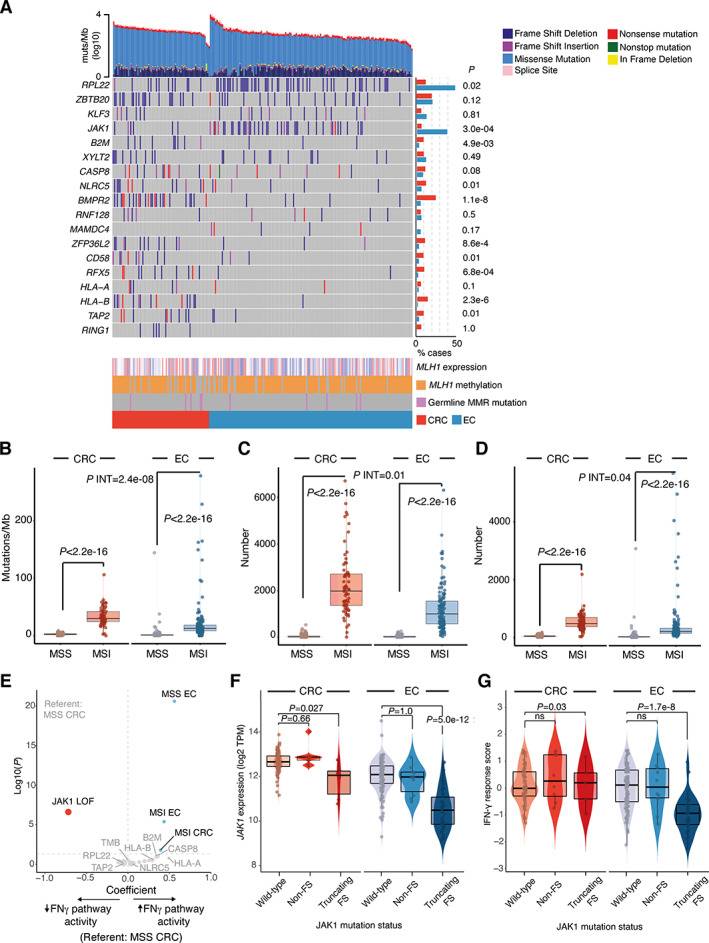 A
muts/Mb
(log10)
4
2
0
Frame Shift Deletion
Frame Shift Insertion
Missense Mutation
Splice Site
Nonsense mutation
Nonstop mutation
In Frame Deletion
P
RPL22 0.02
ZBTB20 0.12
KLF3 0.81
JAK1 3.0e-04
B2M 4.9e-03
XYLT2 0.49
CASP8 0.08
NLRC5 0.01
BMPR2 1.1e-8
RNF128 0.5
MAMDC4 0.17
ZFP36L2 8.6e-4
CD58 0.01
RFX5 6.8e-04
HLA-A 0.1
HLA-B 2.3e-6
TAP2 0.01
RING1 1.0
0 50
% cases
MLH1 expression
MLH1 methylation
Germline MMR mutation
CRC EC
B
CRC EC
P INT=2.4e-08
P<2.2e-16
P<2.2e-16
Mutations/Mb
200
100
0
MSS MSI MSS MSI
C
CRC EC
P INT=0.01
P<2.2e-16
P<2.2e-16
Number
6000
4000
2000
0
MSS MSI MSS MSI
D
CRC EC
P INT=0.04
P<2.2e-16
P<2.2e-16
Number
4000
2000
0
MSS MSI MSS MSI
E
Referent:
MSS CRC
MSS EC
JAK1 LOF
MSI EC
MSI CRC
B2M
TMB
HLA-B
CASP8
RPL22
HLA-A
TAP2
NLRC5
Log10(P)
20
15
10
5
0
-1.0 -0.5 0.0 0.5 1.0
Coefficient
IFNγ pathway
activity
IFNγ pathway
activity
(Referent: MSS CRC)
F
CRC EC
P=0.027
P=0.66
P=1.0
P=5.0e-12
JAK1 expression (log2 TPM)
14
12
10
8
Wild-type
Non-FS
Truncating
FS
Wild-type
Non-FS
Truncating
FS
JAK1 mutation status
G
CRC EC
P=0.03
ns
P=1.7e-8
ns
IFN-γ response score
3
2
1
0
-1
-2
-3
Wild-type
Non-FS
Truncating
FS
Wild-type
Non-FS
Truncating
FS
JAK1 mutation status